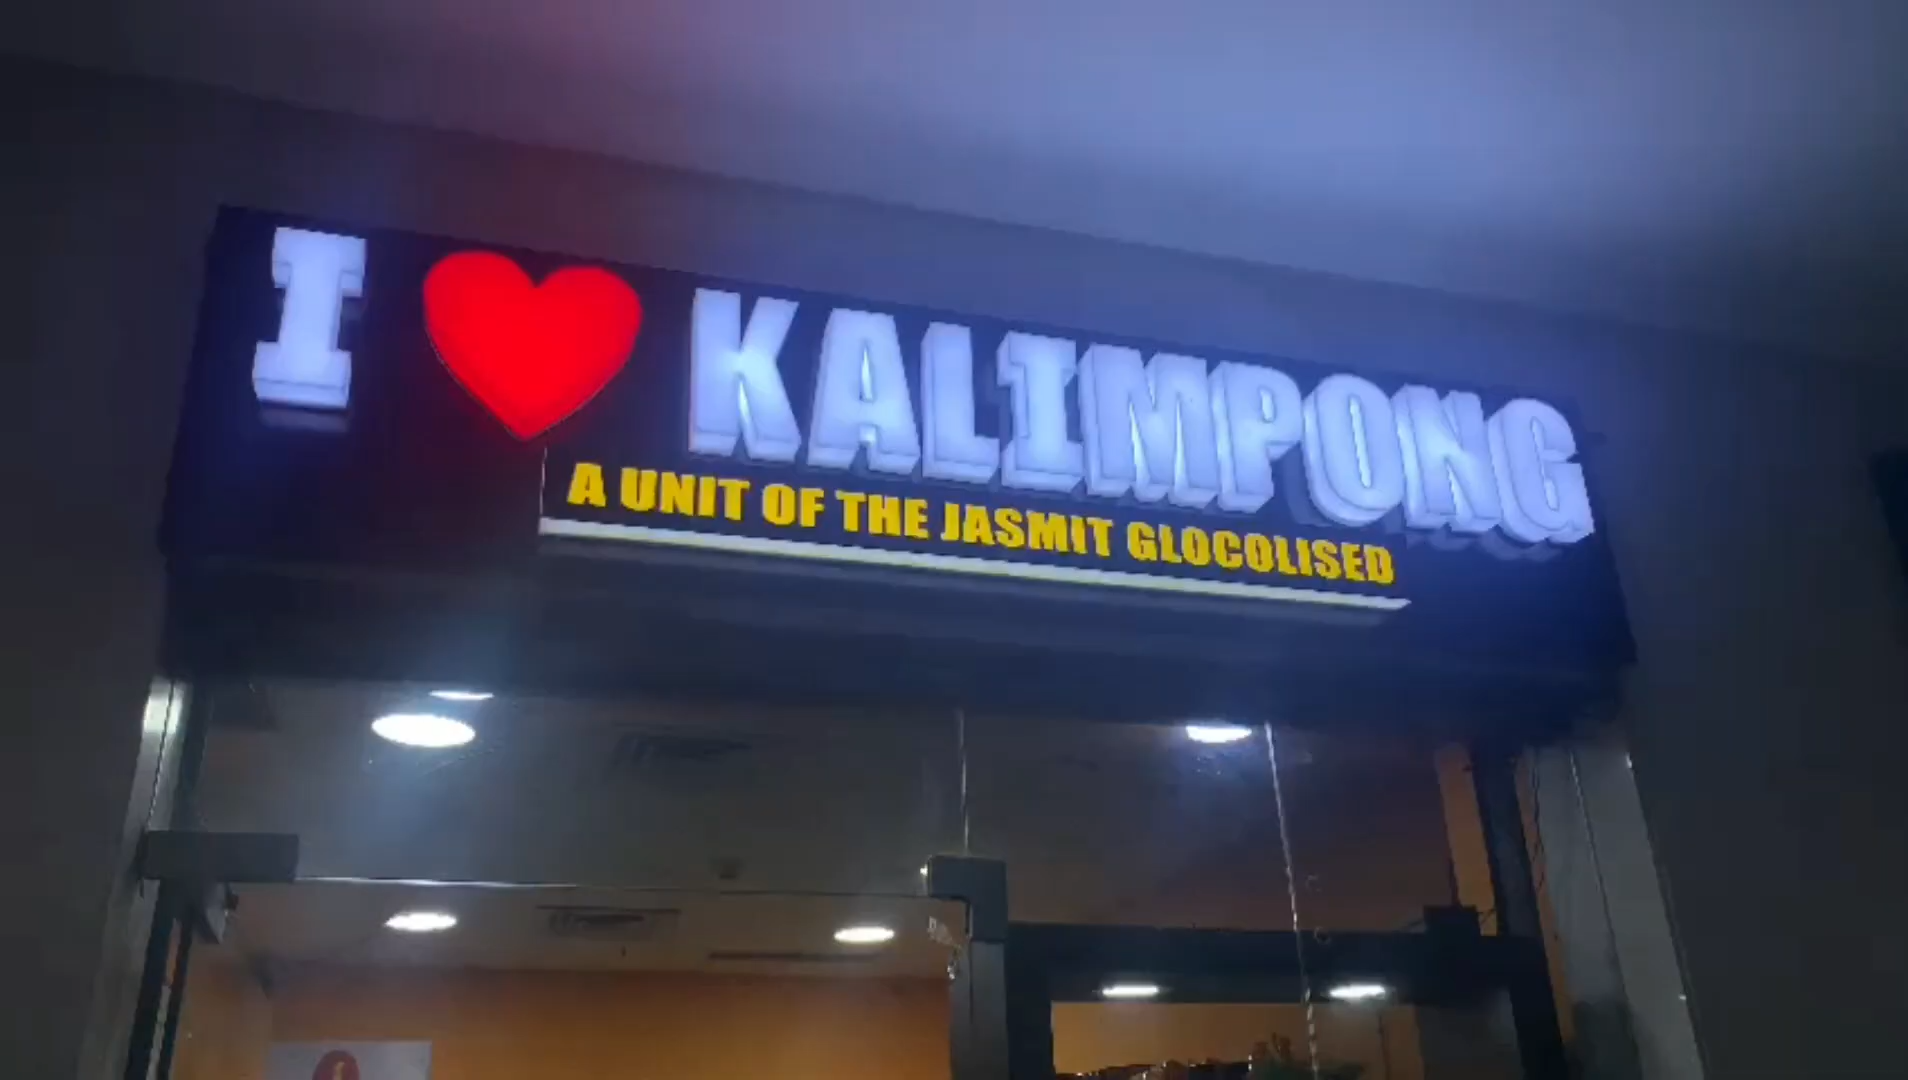 I ❤ KALIMPONG
A UNIT OF THE JASMIT GLOCOLISED